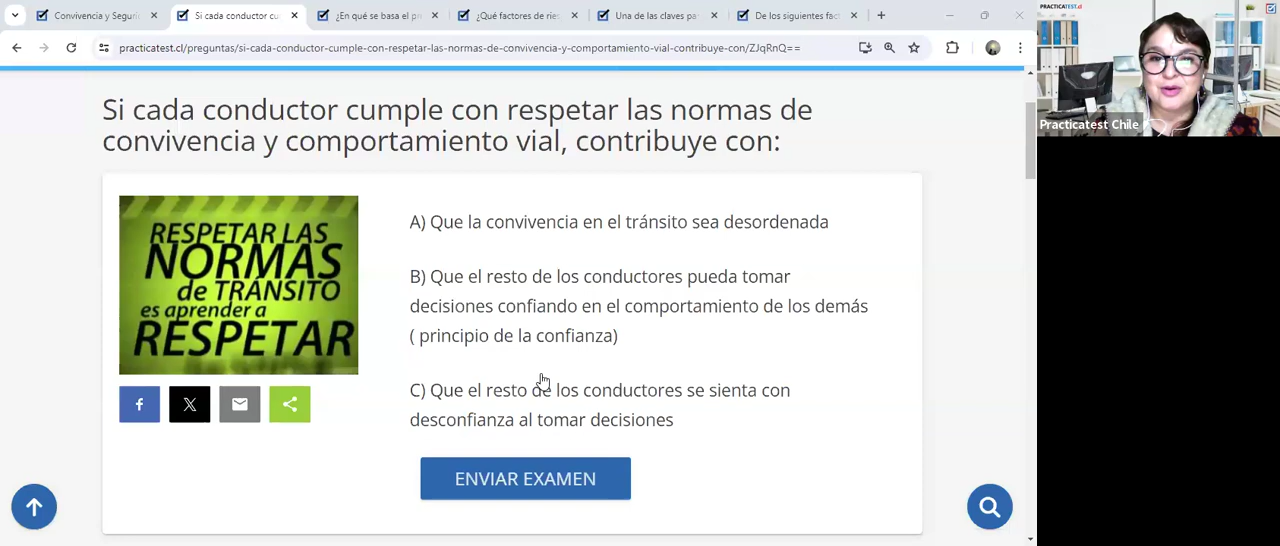 Convivencia y Seguri
Si cada conductor cu
¿En qué se basa el pr
¿Qué factores de rie
Una de las claves pa
De los siguientes fac
practicatest.cl/preguntas/si-cada-conductor-cumple-con-respetar-las-normas-de-convivencia-y-comportamiento-vial-contribuye-con/ZJqRnQ==
PRACTICATEST.cl
Practicatest Chile
Si cada conductor cumple con respetar las normas de
convivencia y comportamiento vial, contribuye con:
RESPETAR LAS
NORMAS
de TRÁNSITO
es aprender a
RESPETAR
A) Que la convivencia en el tránsito sea desordenada
B) Que el resto de los conductores pueda tomar
decisiones confiando en el comportamiento de los demás
( principio de la confianza)
C) Que el resto de los conductores se sienta con
desconfianza al tomar decisiones
ENVIAR EXAMEN